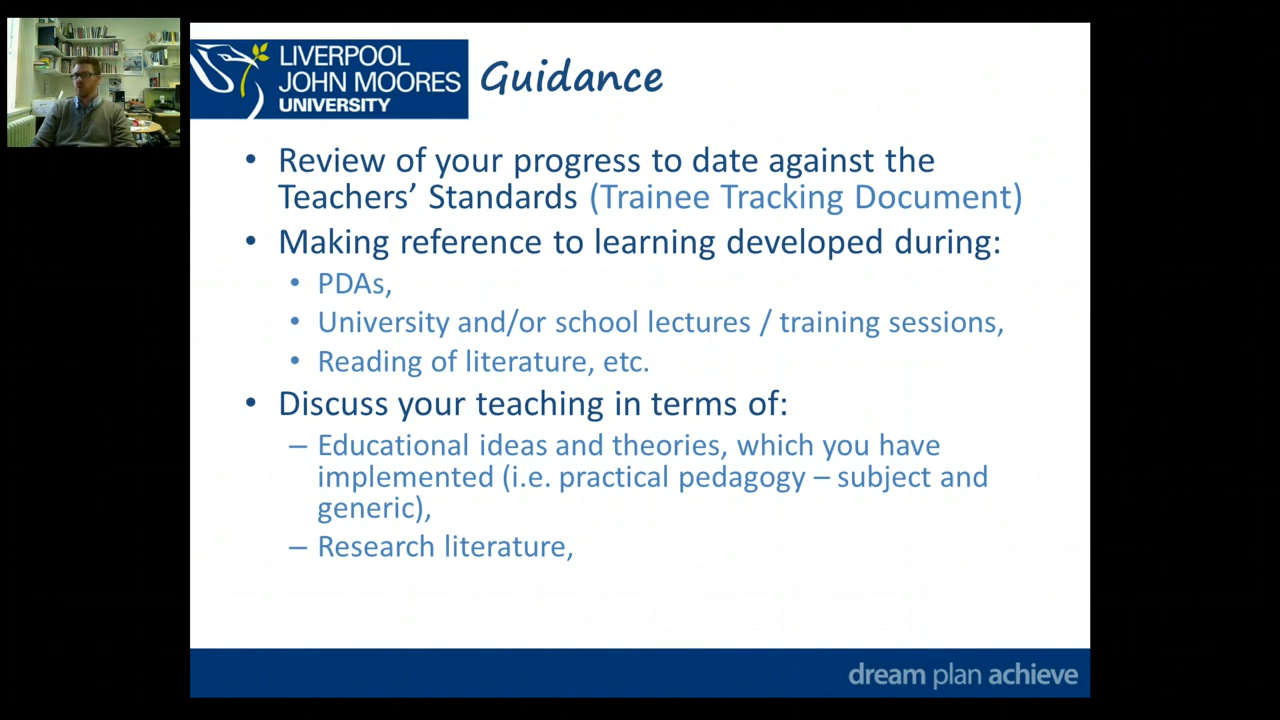 LIVERPOOL
JOHN MOORES
UNIVERSITY
Guidance
• Review of your progress to date against the
Teachers’ Standards (Trainee Tracking Document)
• Making reference to learning developed during:
• PDAs,
• University and/or school lectures / training sessions,
• Reading of literature, etc.
• Discuss your teaching in terms of:
– Educational ideas and theories, which you have
implemented (i.e. practical pedagogy – subject and
generic),
– Research literature,
dream plan achieve